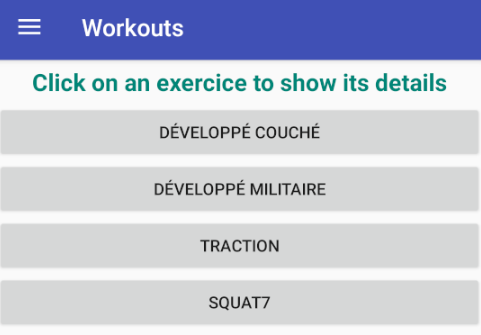 Workouts
Click on an exercice to show its details
DÉVELOPPÉ COUCHÉ
DÉVELOPPÉ MILITAIRE
TRACTION
SQUAT7